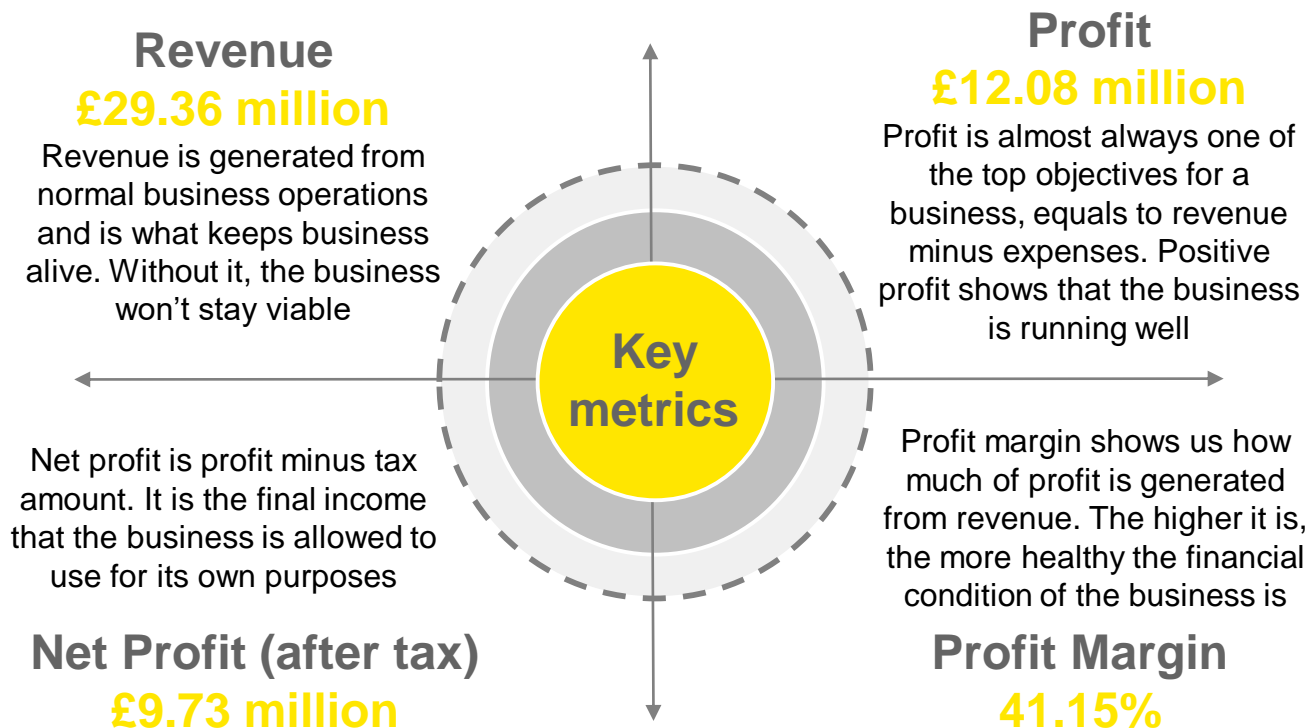 Revenue
£29.36 million
Revenue is generated from
normal business operations
and is what keeps business
alive. Without it, the business
won’t stay viable
Profit
£12.08 million
Profit is almost always one of
the top objectives for a
business, equals to revenue
minus expenses. Positive
profit shows that the business
is running well
Key
metrics
Net profit is profit minus tax
amount. It is the final income
that the business is allowed to
use for its own purposes
Net Profit (after tax)
£9.73 million
Profit margin shows us how
much of profit is generated
from revenue. The higher it is,
the more healthy the financial
condition of the business is
Profit Margin
41.15%